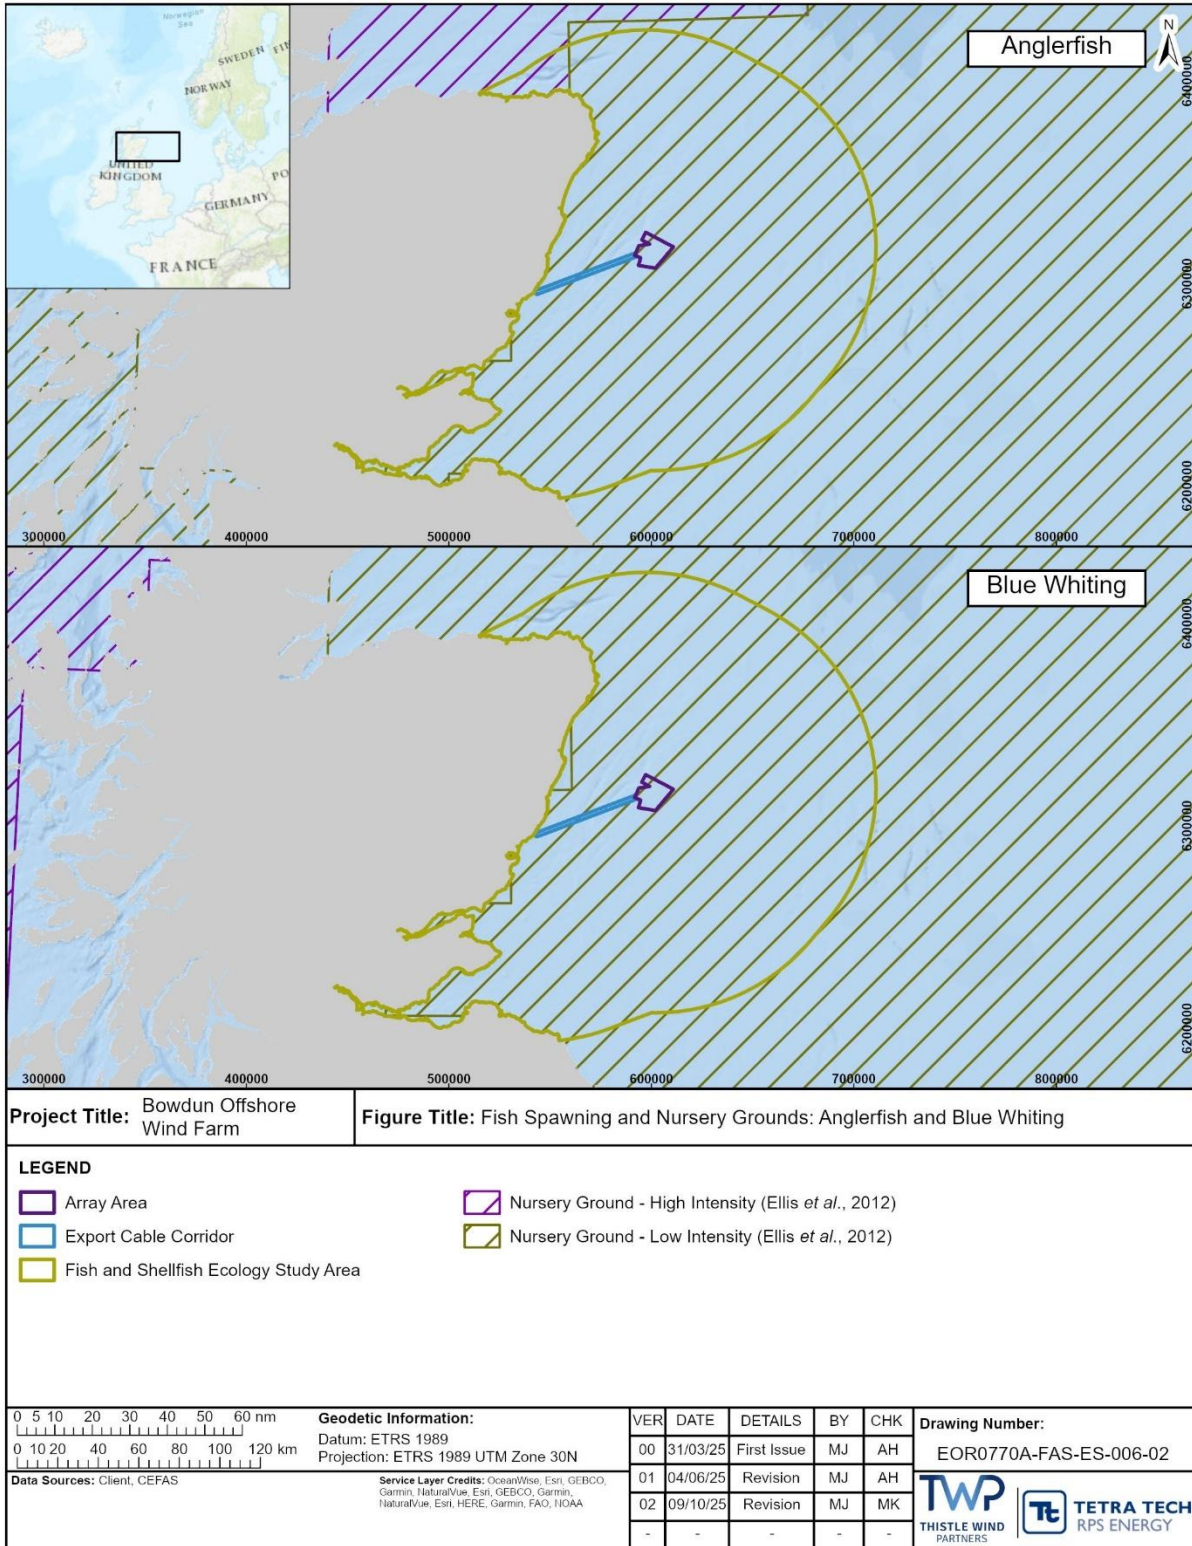 Norwegian
Sea
SWEDEN
FIN
NORWAY
UNITED
KINGDOM
GERMANY
PO
FRANCE
Anglerfish
N
6400000
6300000
6200000
300000 400000 500000 600000 700000 800000
Blue Whiting
6400000
6300000
6200000
300000 400000 500000 600000 700000 800000
Project Title: Bowdun Offshore
Wind Farm
Figure Title: Fish Spawning and Nursery Grounds: Anglerfish and Blue Whiting
LEGEND
Array Area
Export Cable Corridor
Fish and Shellfish Ecology Study Area
Nursery Ground - High Intensity (Ellis et al., 2012)
Nursery Ground - Low Intensity (Ellis et al., 2012)
0 5 10 20 30 40 50 60 nm
0 10 20 40 60 80 100 120 km
Data Sources: Client, CEFAS
Geodetic Information:
Datum: ETRS 1989
Projection: ETRS 1989 UTM Zone 30N
Service Layer Credits: OceanWise, Esri, GEBCO,
Garmin, NaturalVue, Esri, GEBCO, Garmin,
NaturalVue, Esri, HERE, Garmin, FAO, NOAA
VER DATE DETAILS BY CHK
00 31/03/25 First Issue MJ AH
01 04/06/25 Revision MJ AH
02 09/10/25 Revision MJ MK
- - - - -
Drawing Number:
EOR0770A-FAS-ES-006-02
TWP
THISTLE WIND
PARTNERS
Tt
TETRA TECH
RPS ENERGY